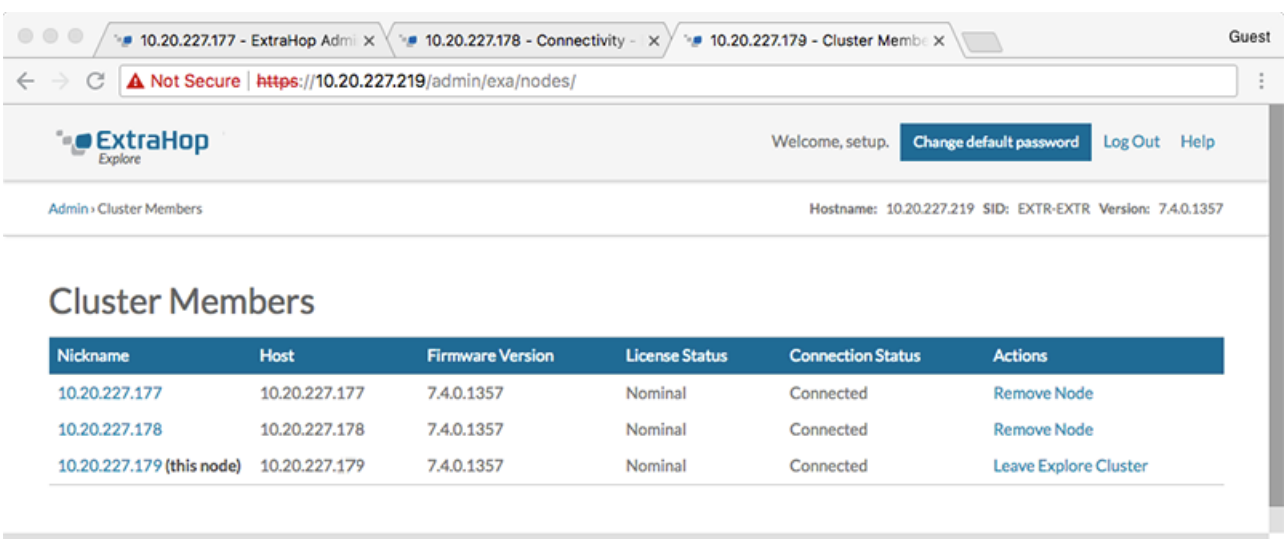 10.20.227.177 - ExtraHop Admi
10.20.227.178 - Connectivity -
10.20.227.179 - Cluster Membe
Guest
Not Secure https://10.20.227.219/admin/exa/nodes/
ExtraHop
Explore
Welcome, setup. Change default password Log Out Help
Admin › Cluster Members
Hostname: 10.20.227.219 SID: EXTR-EXTR Version: 7.4.0.1357
Cluster Members
Nickname Host Firmware Version License Status Connection Status Actions
10.20.227.177 10.20.227.177 7.4.0.1357 Nominal Connected Remove Node
10.20.227.178 10.20.227.178 7.4.0.1357 Nominal Connected Remove Node
10.20.227.179 (this node) 10.20.227.179 7.4.0.1357 Nominal Connected Leave Explore Cluster